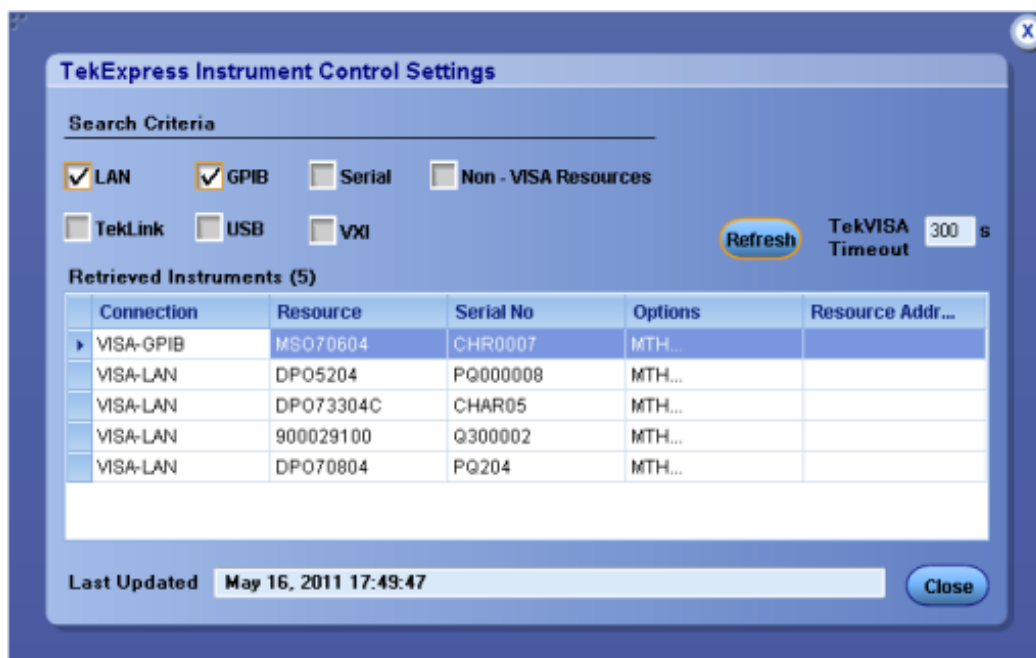 X
TekExpress Instrument Control Settings
Search Criteria
LAN GPIB Serial Non - VISA Resources
TekLink USB VXI Refresh TekVISA Timeout 300 s
Retrieved Instruments (5)
Connection Resource Serial No Options Resource Addr...
VISA-GPIB MSO70604 CHR0007 MTH...
VISA-LAN DPO5204 PQ000008 MTH...
VISA-LAN DPO73304C CHAR05 MTH...
VISA-LAN 900029100 Q300002 MTH...
VISA-LAN DPO70804 PQ204 MTH...
Last Updated May 16, 2011 17:49:47 Close